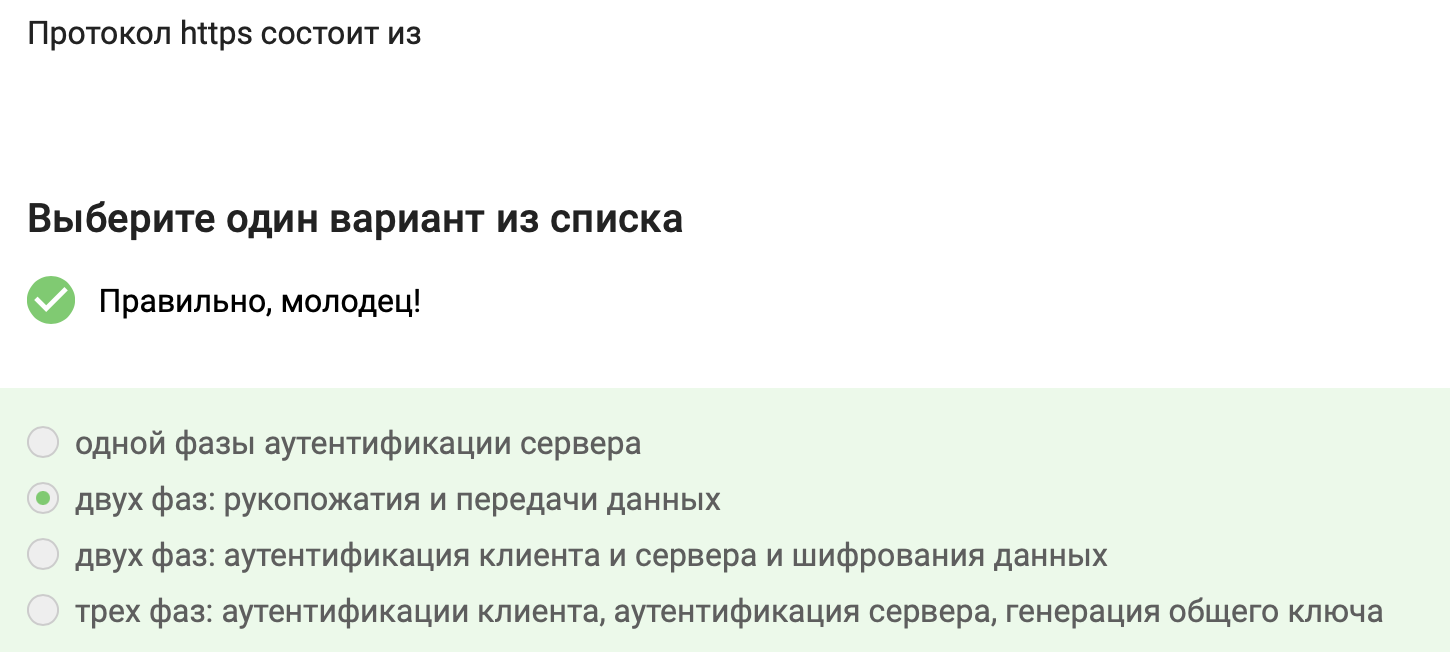 Протокол https состоит из
Выберите один вариант из списка
Правильно, молодец!
одной фазы аутентификации сервера
двух фаз: рукопожатия и передачи данных
двух фаз: аутентификация клиента и сервера и шифрования данных
трех фаз: аутентификации клиента, аутентификация сервера, генерация общего ключа